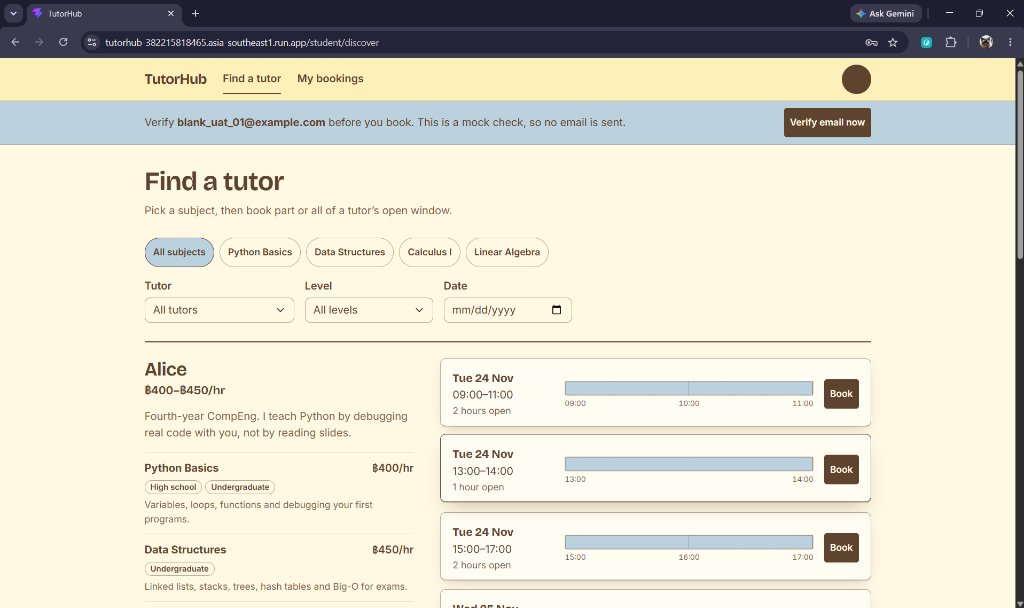 TutorHub
Ask Gemini
tutorhub-382215818465.asia-southeast1.run.app/student/discover
TutorHub
Find a tutor
My bookings
Verify blank_uat_01@example.com before you book. This is a mock check, so no email is sent.
Verify email now
Find a tutor
Pick a subject, then book part or all of a tutor's open window.
All subjects
Python Basics
Data Structures
Calculus I
Linear Algebra
Tutor
Level
Date
All tutors
All levels
mm/dd/yyyy
Alice
฿400–฿450/hr
Fourth-year CompEng. I teach Python by debugging
real code with you, not by reading slides.
Python Basics
฿400/hr
High school
Undergraduate
Variables, loops, functions and debugging your first
programs.
Data Structures
฿450/hr
Undergraduate
Linked lists, stacks, trees, hash tables and Big-O for exams.
Tue 24 Nov
09:00–11:00
2 hours open
09:00
10:00
11:00
Book
Tue 24 Nov
13:00–14:00
1 hour open
13:00
14:00
Book
Tue 24 Nov
15:00–17:00
2 hours open
15:00
16:00
17:00
Book